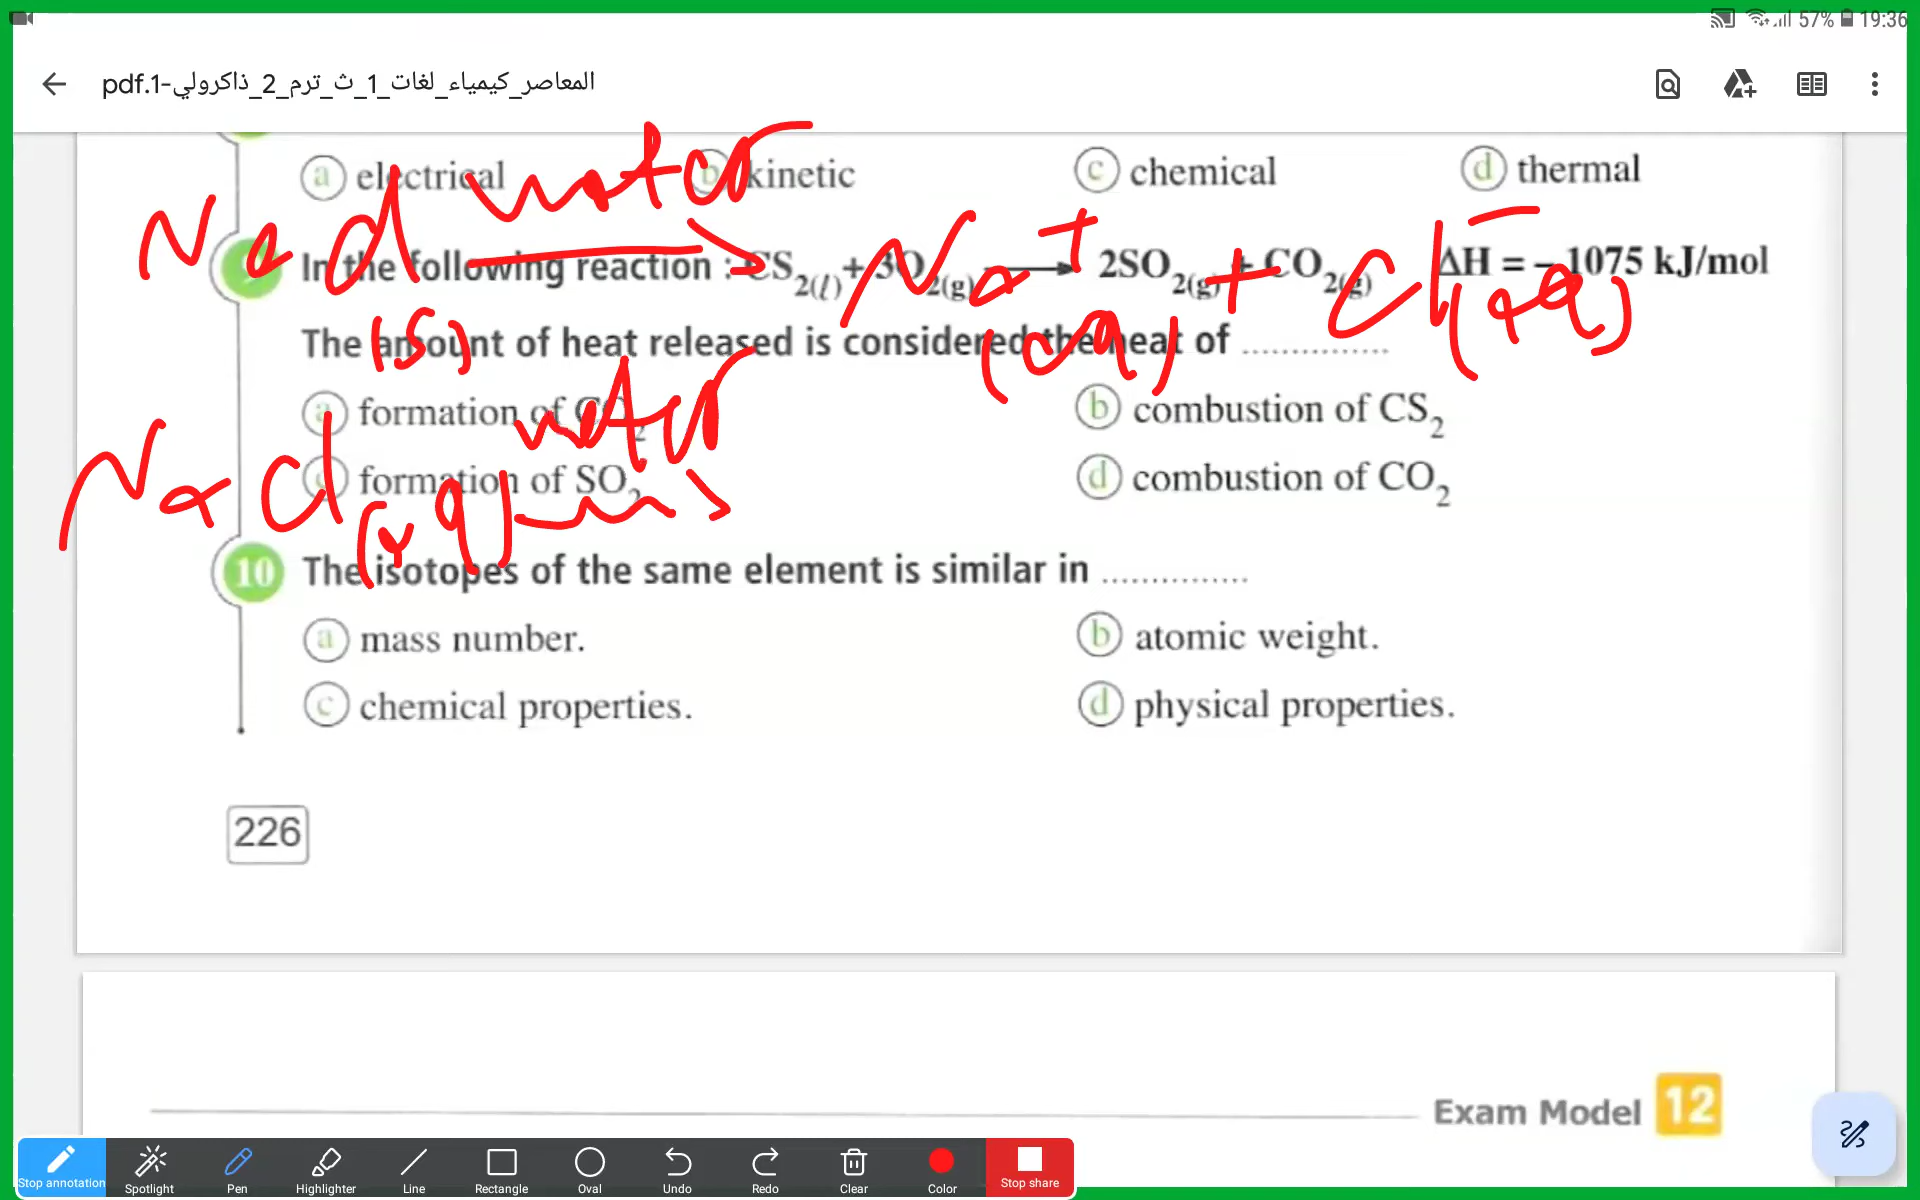 57% 19:36
المعاصر_كيمياء_لغات_1_ث_ترم_2_ذاكرولي-1.pdf
a electrical b kinetic c chemical d thermal
water
Nacl → Na+ + Cl-
(s) (aq) (aq)
9 In the following reaction : CS2(l) + 3O2(g) → 2SO2(g) + CO2(g) ΔH = – 1075 kJ/mol
The amount of heat released is considered the heat of ...............
a formation of CO2 b combustion of CS2
c formation of SO2 d combustion of CO2
water
Nacl(aq) →
10 The isotopes of the same element is similar in ...............
a mass number. b atomic weight.
c chemical properties. d physical properties.
226
Exam Model 12
Stop annotation Spotlight Pen Highlighter Line Rectangle Oval Undo Redo Clear Color Stop share